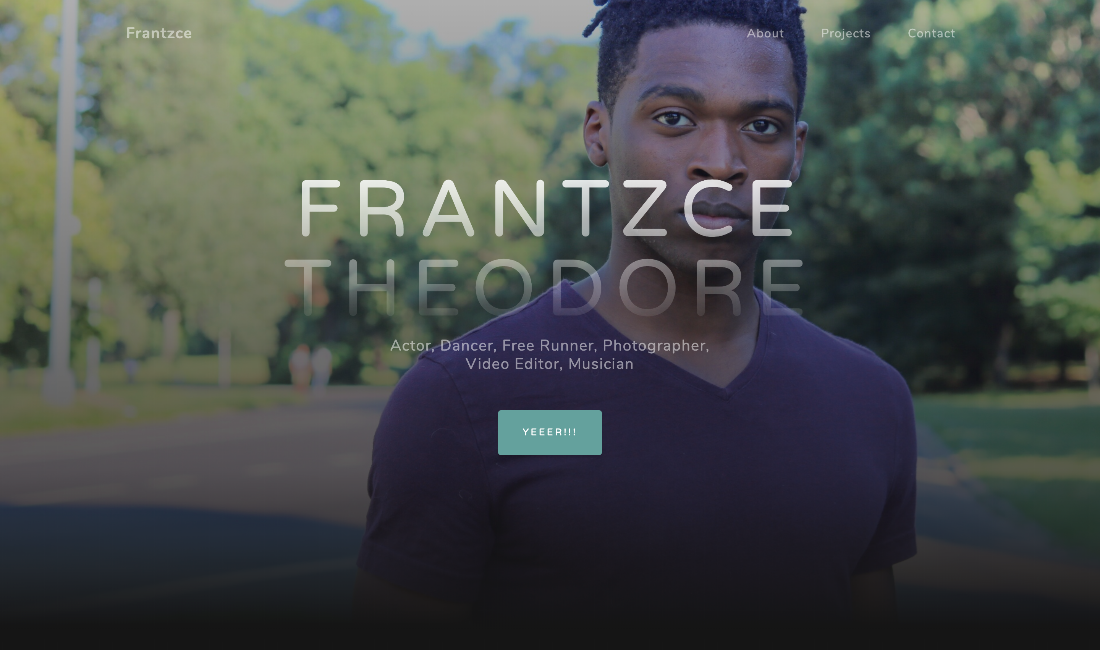 Frantzce
About Projects Contact
FRANTZCE
THEODORE
Actor, Dancer, Free Runner, Photographer,
Video Editor, Musician
YEEER!!!